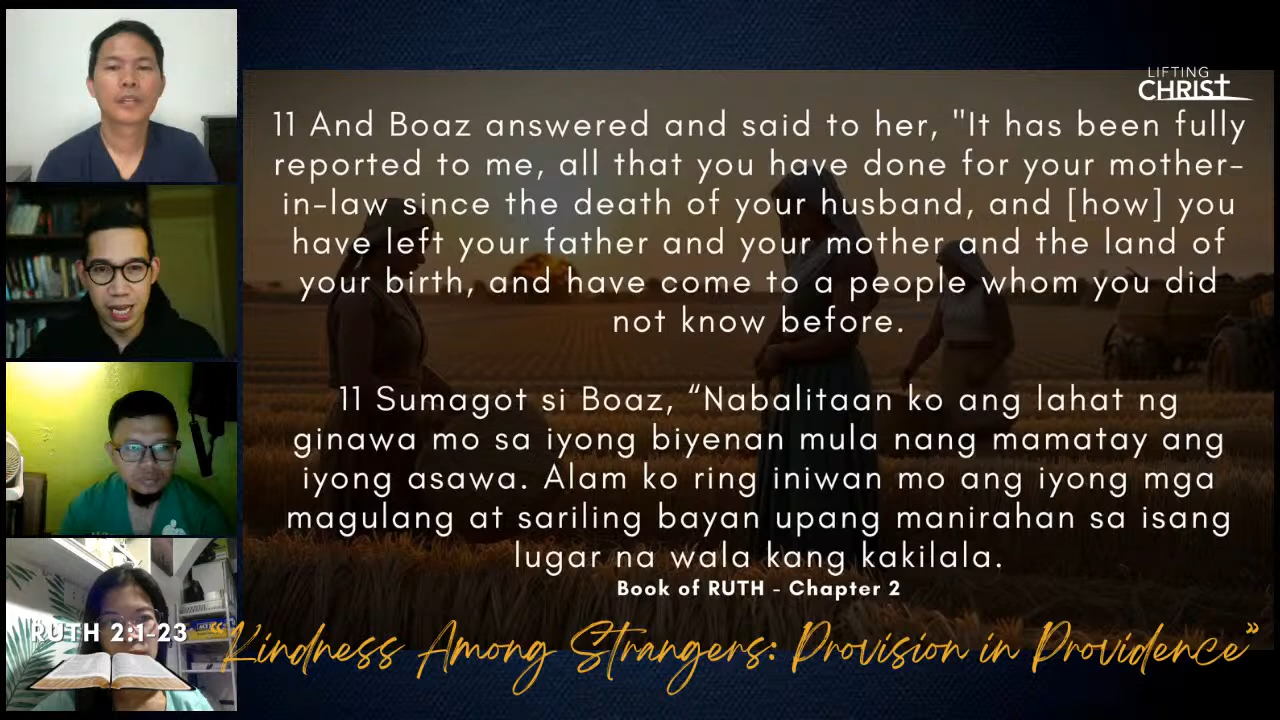 LIFTING
CHRIST
11 And Boaz answered and said to her, "It has been fully
reported to me, all that you have done for your mother-
in-law since the death of your husband, and [how] you
have left your father and your mother and the land of
your birth, and have come to a people whom you did
not know before.
11 Sumagot si Boaz, “Nabalitaan ko ang lahat ng
ginawa mo sa iyong biyenan mula nang mamatay ang
iyong asawa. Alam ko ring iniwan mo ang iyong mga
magulang at sariling bayan upang manirahan sa isang
lugar na wala kang kakilala.
Book of RUTH - Chapter 2
RUTH 2:1-23
“Kindness Among Strangers: Provision in Providence”